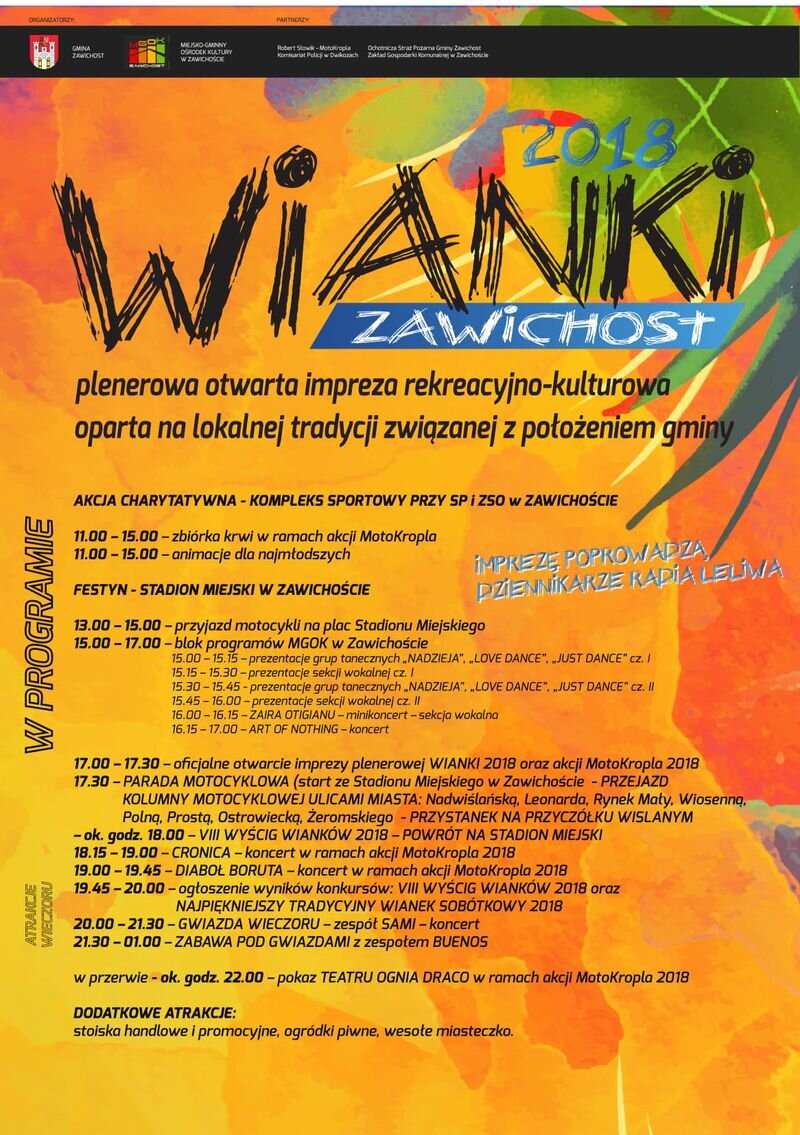 ORGANIZATORZY:
PARTNERZY:
GMINA
ZAWICHOST
MGOK
ZAWICHOST
MIEJSKO-GMINNY
OŚRODEK KULTURY
W ZAWICHOŚCIE
Robert Słowik - MotoKropla
Komisariat Policji w Dwikozach
Ochotnicza Straż Pożarna Gminy Zawichost
Zakład Gospodarki Komunalnej w Zawichoście
2018
WiANKi
ZAWiCHOST
plenerowa otwarta impreza rekreacyjno-kulturowa
oparta na lokalnej tradycji związanej z położeniem gminy
W PROGRAMIE
AKCJA CHARYTATYWNA - KOMPLEKS SPORTOWY PRZY SP i ZSO w ZAWICHOŚCIE
11.00 – 15.00 – zbiórka krwi w ramach akcji MotoKropla
11.00 – 15.00 – animacje dla najmłodszych
iMPREZĘ POPROWADZĄ
DZiENNiKARZE RADiA LELiWA
FESTYN - STADION MIEJSKI W ZAWICHOŚCIE
13.00 – 15.00 – przyjazd motocykli na plac Stadionu Miejskiego
15.00 – 17.00 – blok programów MGOK w Zawichoście
15.00 – 15.15 – prezentacje grup tanecznych „NADZIEJA”, „LOVE DANCE”, „JUST DANCE” cz. I
15.15 – 15.30 – prezentacje sekcji wokalnej cz. I
15.30 – 15.45 - prezentacje grup tanecznych „NADZIEJA”, „LOVE DANCE”, „JUST DANCE” cz. II
15.45 – 16.00 – prezentacje sekcji wokalnej cz. II
16.00 – 16.15 – ZAIRA OTIGIANU – minikoncert – sekcja wokalna
16.15 – 17.00 – ART OF NOTHING – koncert
17.00 – 17.30 – oficjalne otwarcie imprezy plenerowej WIANKI 2018 oraz akcji MotoKropla 2018
17.30 – PARADA MOTOCYKLOWA (start ze Stadionu Miejskiego w Zawichoście - PRZEJAZD
KOLUMNY MOTOCYKLOWEJ ULICAMI MIASTA: Nadwiślańską, Leonarda, Rynek Mały, Wiosenną,
Polną, Prostą, Ostrowiecką, Żeromskiego - PRZYSTANEK NA PRZYCZÓŁKU WISLANYM
– ok. godz. 18.00 – VIII WYŚCIG WIANKÓW 2018 – POWRÓT NA STADION MIEJSKI
18.15 – 19.00 – CRONICA – koncert w ramach akcji MotoKropla 2018
19.00 – 19.45 – DIABOŁ BORUTA – koncert w ramach akcji MotoKropla 2018
19.45 – 20.00 – ogłoszenie wyników konkursów: VIII WYŚCIG WIANKÓW 2018 oraz
NAJPIĘKNIEJSZY TRADYCYJNY WIANEK SOBÓTKOWY 2018
ATRAKCJE
WIECZORU
20.00 – 21.30 – GWIAZDA WIECZORU – zespół SAMI – koncert
21.30 – 01.00 – ZABAWA POD GWIAZDAMI z zespołem BUENOS
w przerwie - ok. godz. 22.00 – pokaz TEATRU OGNIA DRACO w ramach akcji MotoKropla 2018
DODATKOWE ATRAKCJE:
stoiska handlowe i promocyjne, ogródki piwne, wesołe miasteczko.